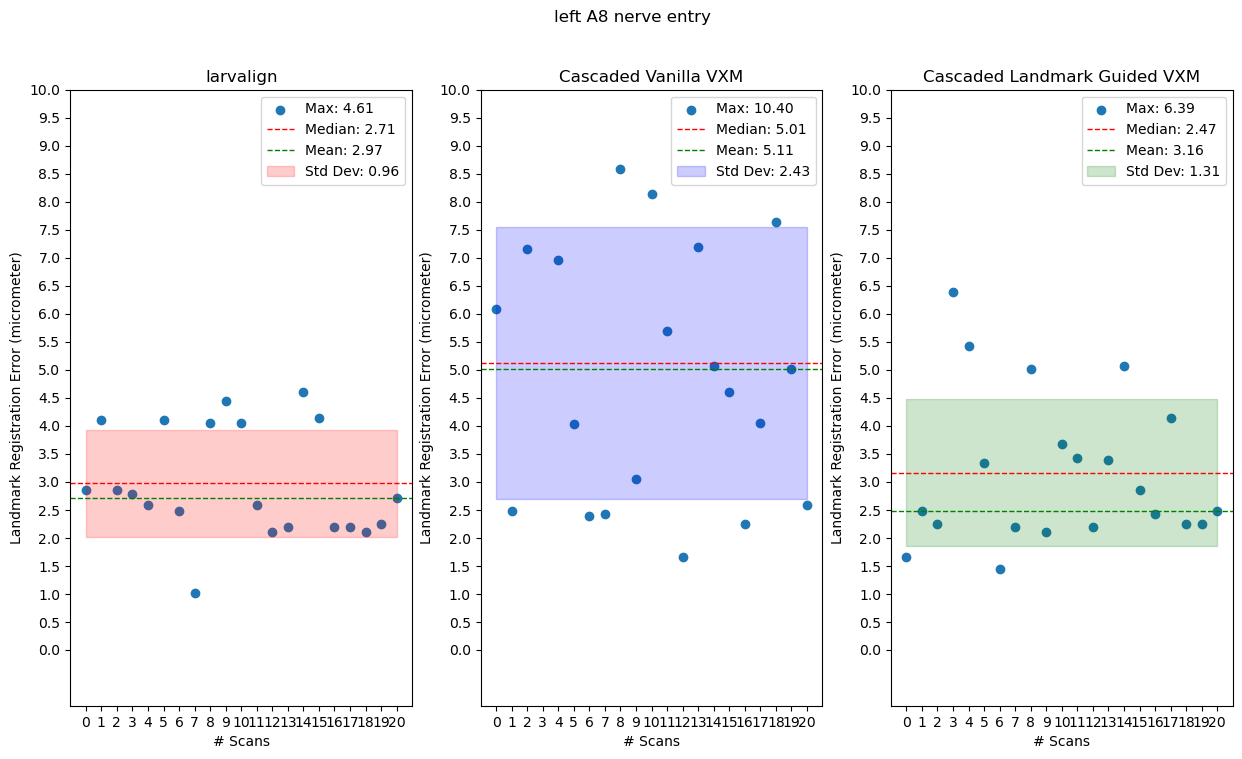 left A8 nerve entry
larvalign
10.0
9.5
9.0
8.5
8.0
7.5
7.0
6.5
6.0
5.5
5.0
4.5
4.0
3.5
3.0
2.5
2.0
1.5
1.0
0.5
0.0
Landmark Registration Error (micrometer)
Max: 4.61
Median: 2.71
Mean: 2.97
Std Dev: 0.96
0 1 2 3 4 5 6 7 8 9 10 11 12 13 14 15 16 17 18 19 20
# Scans
Cascaded Vanilla VXM
10.0
9.5
9.0
8.5
8.0
7.5
7.0
6.5
6.0
5.5
5.0
4.5
4.0
3.5
3.0
2.5
2.0
1.5
1.0
0.5
0.0
Landmark Registration Error (micrometer)
Max: 10.40
Median: 5.01
Mean: 5.11
Std Dev: 2.43
0 1 2 3 4 5 6 7 8 9 10 11 12 13 14 15 16 17 18 19 20
# Scans
Cascaded Landmark Guided VXM
10.0
9.5
9.0
8.5
8.0
7.5
7.0
6.5
6.0
5.5
5.0
4.5
4.0
3.5
3.0
2.5
2.0
1.5
1.0
0.5
0.0
Landmark Registration Error (micrometer)
Max: 6.39
Median: 2.47
Mean: 3.16
Std Dev: 1.31
0 1 2 3 4 5 6 7 8 9 10 11 12 13 14 15 16 17 18 19 20
# Scans